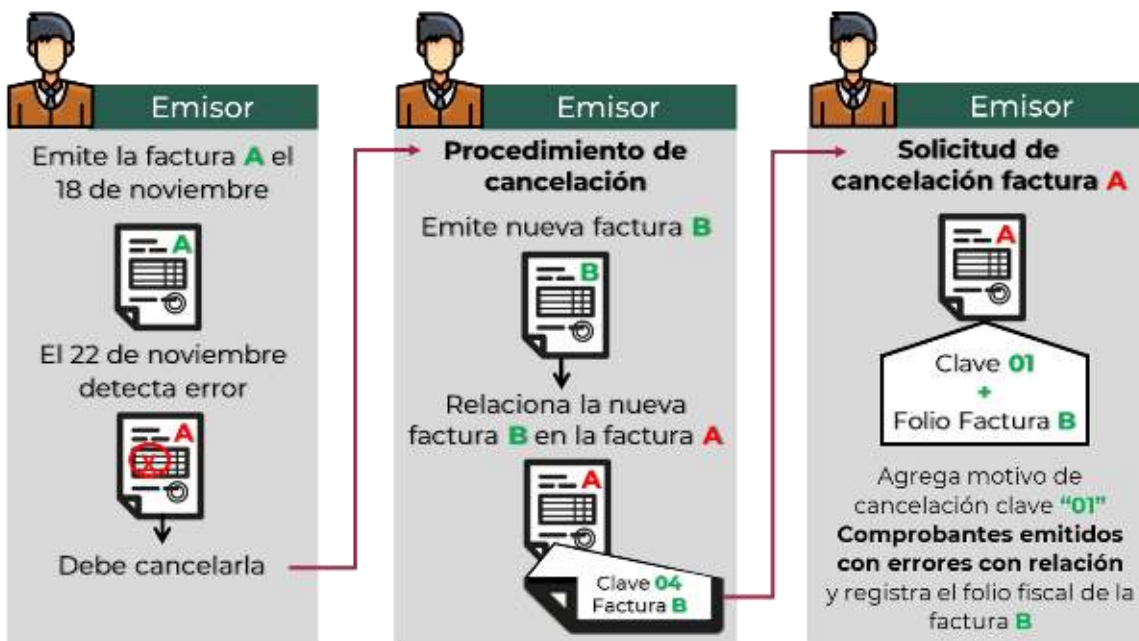 Emisor
Emite la factura A el
18 de noviembre
A
El 22 de noviembre
detecta error
A
X
Debe cancelarla
Emisor
Procedimiento de
cancelación
Emite nueva factura B
B
Relaciona la nueva
factura B en la factura A
A
Clave 04
Factura B
Emisor
Solicitud de
cancelación factura A
A
Clave 01
+
Folio Factura B
Agrega motivo de
cancelación clave “01”
Comprobantes emitidos
con errores con relación
y registra el folio fiscal de la
factura B